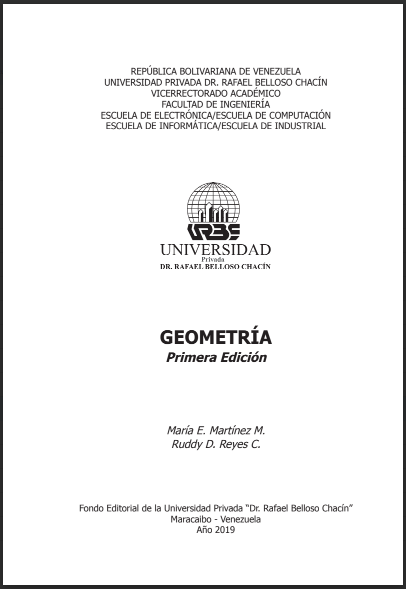 REPÚBLICA BOLIVARIANA DE VENEZUELA
UNIVERSIDAD PRIVADA DR. RAFAEL BELLOSO CHACÍN
VICERRECTORADO ACADÉMICO
FACULTAD DE INGENIERÍA
ESCUELA DE ELECTRÓNICA/ESCUELA DE COMPUTACIÓN
ESCUELA DE INFORMÁTICA/ESCUELA DE INDUSTRIAL
URBE
UNIVERSIDAD
Privada
DR. RAFAEL BELLOSO CHACÍN
GEOMETRÍA
Primera Edición
María E. Martínez M.
Ruddy D. Reyes C.
Fondo Editorial de la Universidad Privada “Dr. Rafael Belloso Chacín”
Maracaibo - Venezuela
Año 2019